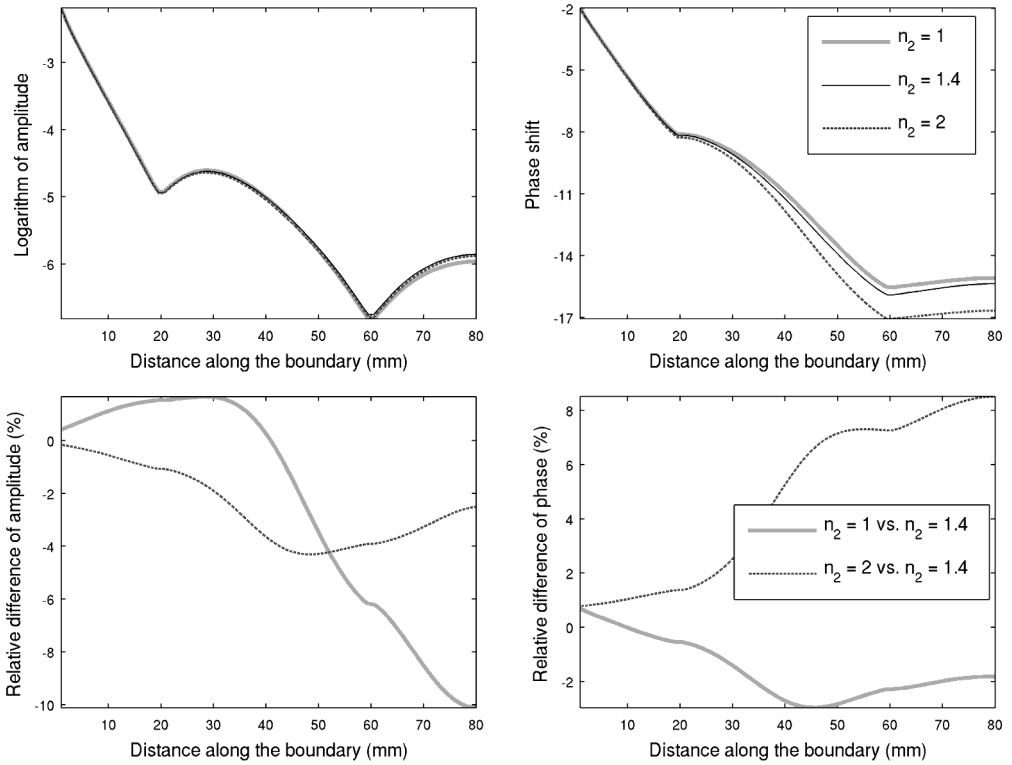 Logarithm of amplitude
-3
-4
-5
-6
10 20 30 40 50 60 70 80
Distance along the boundary (mm)
Phase shift
-2
-5
-8
-11
-14
-17
10 20 30 40 50 60 70 80
Distance along the boundary (mm)
n2 = 1
n2 = 1.4
n2 = 2
Relative difference of amplitude (%)
0
-2
-4
-6
-8
-10
10 20 30 40 50 60 70 80
Distance along the boundary (mm)
Relative difference of phase (%)
8
6
4
2
0
-2
10 20 30 40 50 60 70 80
Distance along the boundary (mm)
n2 = 1 vs. n2 = 1.4
n2 = 2 vs. n2 = 1.4